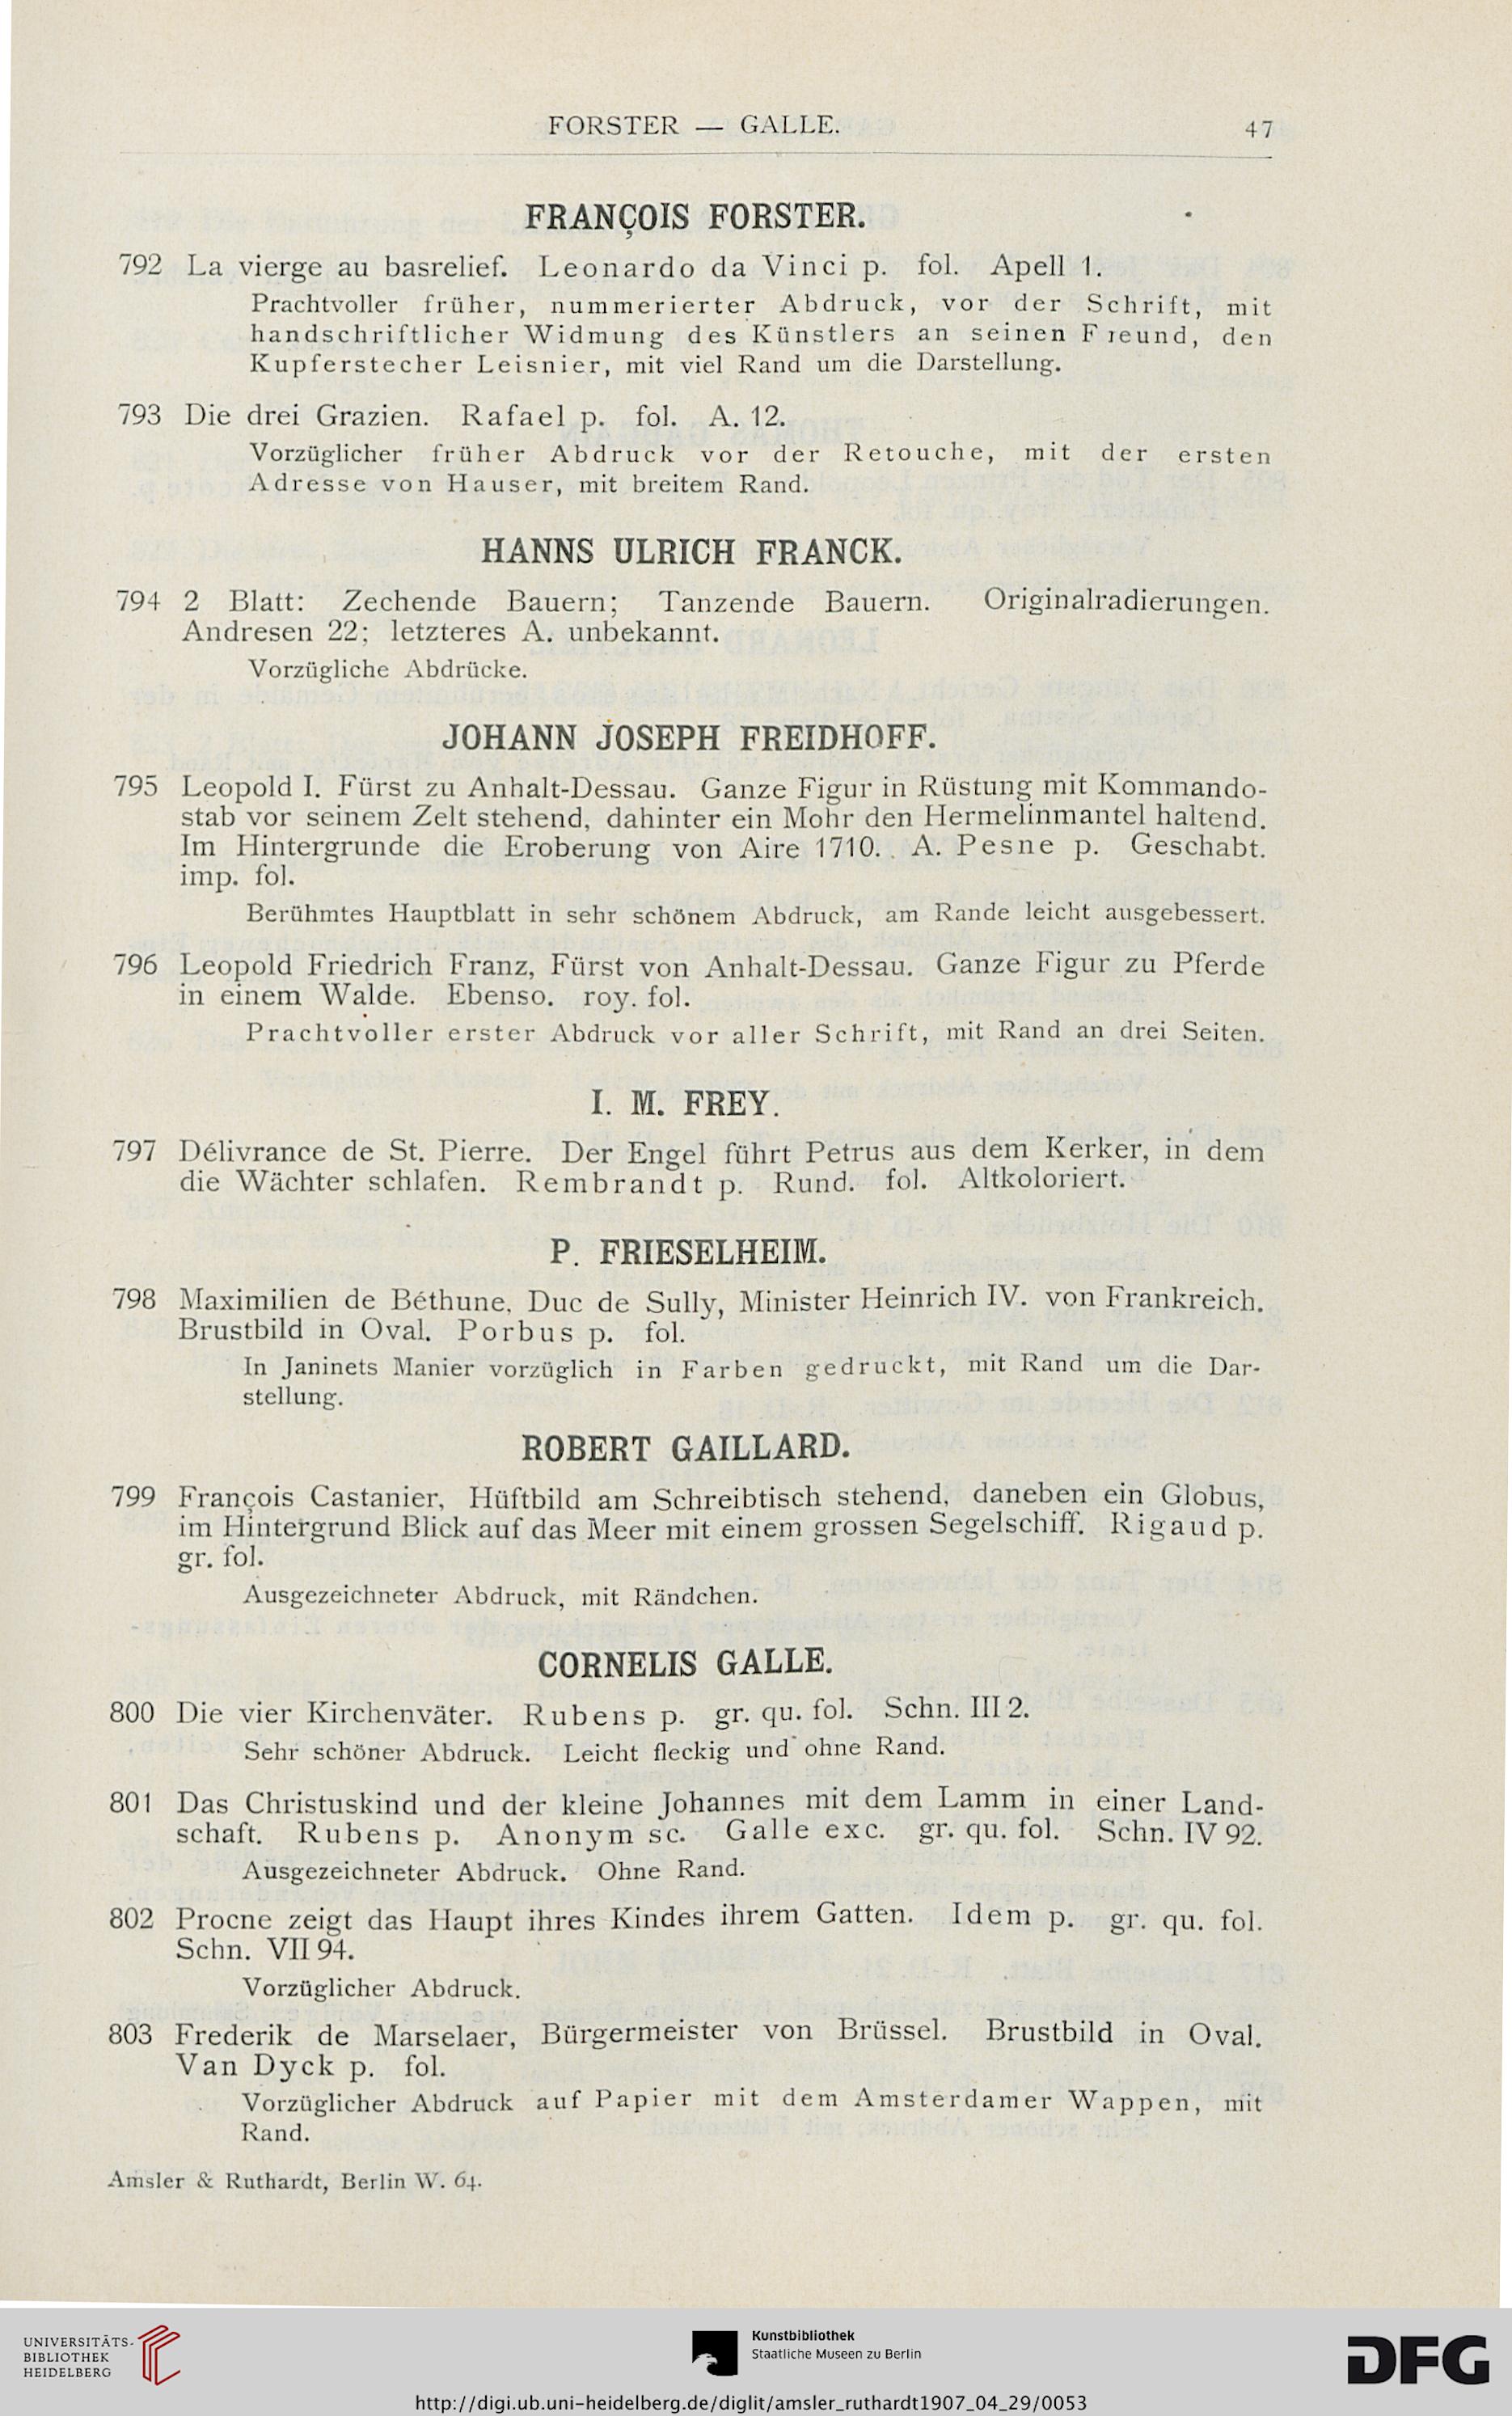 FORSTER — GALLE.
47
FRANÇOIS FORSTER.
792 La vierge au basrelief. Leonardo da Vinci p. fol. Apell 1.
Prachtvoller früher, nummerierter Abdruck, vor der Schrift, mit
handschriftlicher Widmung des Künstlers an seinen Freund, den
Kupferstecher Leisnier, mit viel Rand um die Darstellung.
793 Die drei Grazien. Rafael p. fol. A. 12.
Vorzüglicher früher Abdruck vor der Retouche, mit der ersten
Adresse von Hauser, mit breitem Rand.
HANNS ULRICH FRANCK.
794 2 Blatt: Zechende Bauern; Tanzende Bauern. Originalradierungen.
Andresen 22; letzteres A. unbekannt.
Vorzügliche Abdrücke.
JOHANN JOSEPH FREIDHOFF.
795 Leopold I. Fürst zu Anhalt-Dessau. Ganze Figur in Rüstung mit Kommando-
stab vor seinem Zelt stehend, dahinter ein Mohr den Hermelinmantel haltend.
Im Hintergrunde die Eroberung von Aire 1710. A. Pesne p. Geschabt.
imp. fol.
Berühmtes Hauptblatt in sehr schönem Abdruck, am Rande leicht ausgebessert.
796 Leopold Friedrich Franz, Fürst von Anhalt-Dessau. Ganze Figur zu Pferde
in einem Walde. Ebenso. roy. fol.
Prachtvoller erster Abdruck vor aller Schrift, mit Rand an drei Seiten.
I. M. FREY.
797 Délivrance de St. Pierre. Der Engel führt Petrus aus dem Kerker, in dem
die Wächter schlafen. Rembrandt p. Rund. fol. Altkoloriert.
P. FRIESELHEIM.
798 Maximilien de Béthune, Duc de Sully, Minister Heinrich IV. von Frankreich.
Brustbild in Oval. Porbus p. fol.
In Janinets Manier vorzüglich in Farben gedruckt, mit Rand um die Dar-
stellung.
ROBERT GAILLARD.
799 François Castanier, Hüftbild am Schreibtisch stehend, daneben ein Globus,
im Hintergrund Blick auf das Meer mit einem grossen Segelschiff. Rigaud p.
gr. fol.
Ausgezeichneter Abdruck, mit Rändchen.
CORNELIS GALLE.
800 Die vier Kirchenväter. Rubens p. gr. qu. fol. Schn. III 2.
Sehr schöner Abdruck. Leicht fleckig und ohne Rand.
801 Das Christuskind und der kleine Johannes mit dem Lamm in einer Land-
schaft. Rubens p. Anonym sc. Galle exc. gr. qu. fol. Schn. IV 92.
Ausgezeichneter Abdruck. Ohne Rand.
802 Procne zeigt das Haupt ihres Kindes ihrem Gatten. Idem p. gr. qu. fol.
Schn. VII 94.
Vorzüglicher Abdruck.
803 Frederik de Marselaer, Bürgermeister von Brüssel. Brustbild in Oval.
Van Dyck p. fol.
Vorzüglicher Abdruck auf Papier mit dem Amsterdamer Wappen, mit
Rand.
Amsler & Ruthardt, Berlin W. 64.
UNIVERSITÄTS-
BIBLIOTHEK
HEIDELBERG
Kunstbibliothek
Staatliche Museen zu Berlin
DFG
http://digi.ub.uni-heidelberg.de/diglit/amsler_ruthardt1907_04_29/0053